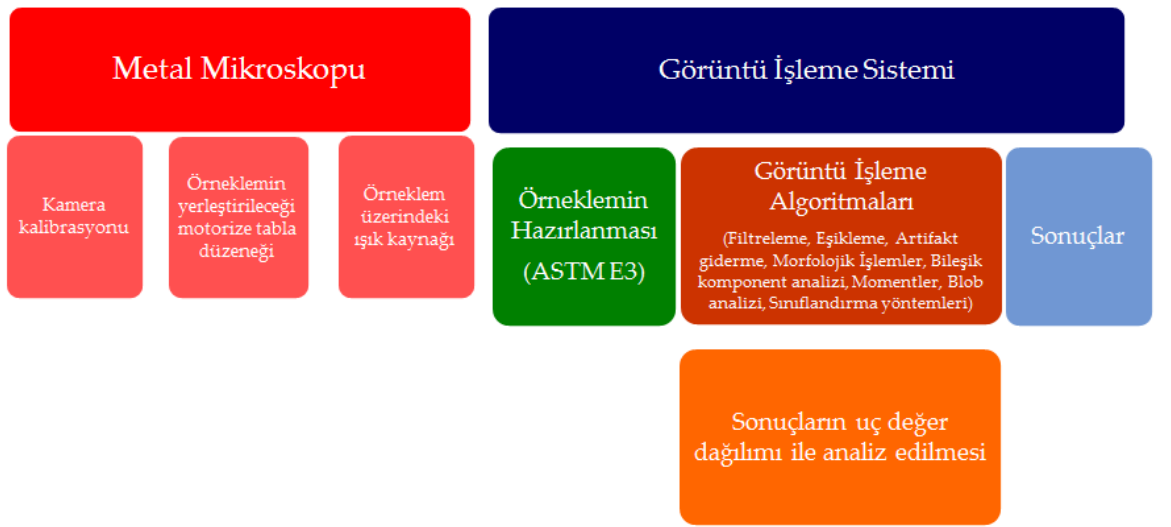 Metal Mikroskopu
Görüntü İşleme Sistemi
Kamera
kalibrasyonu
Örneklemin
yerleştirileceği
motorize tabla
düzeneği
Örneklem
üzerindeki
ışık kaynağı
Örneklemin
Hazırlanması
(ASTM E3)
Görüntü İşleme
Algoritmaları
(Filtreleme, Eşikleme, Artifakt
giderme, Morfolojik İşlemler, Bileşik
komponent analizi, Momentler, Blob
analizi, Sınıflandırma yöntemleri)
Sonuçlar
Sonuçların uç değer
dağılımı ile analiz edilmesi